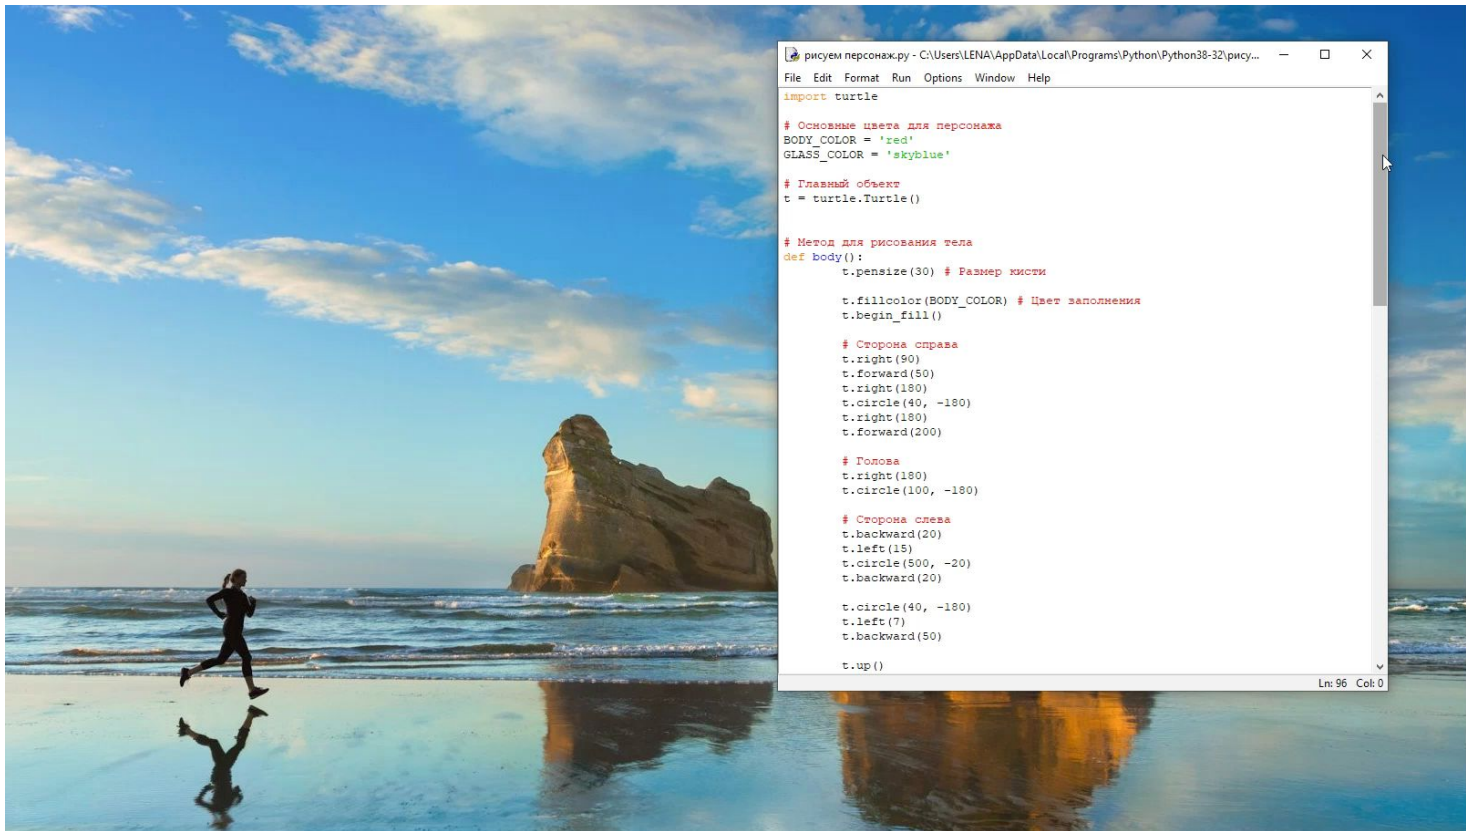 рисуем персонаж.py - C:\Users\LENA\AppData\Local\Programs\Python\Python38-32\рису...
File Edit Format Run Options Window Help
import turtle
# Основные цвета для персонажа
BODY_COLOR = 'red'
GLASS_COLOR = 'skyblue'
# Главный объект
t = turtle.Turtle()
# Метод для рисования тела
def body():
t.pensize(30) # Размер кисти
t.fillcolor(BODY_COLOR) # Цвет заполнения
t.begin_fill()
# Сторона справа
t.right(90)
t.forward(50)
t.right(180)
t.circle(40, -180)
t.right(180)
t.forward(200)
# Голова
t.right(180)
t.circle(100, -180)
# Сторона слева
t.backward(20)
t.left(15)
t.circle(500, -20)
t.backward(20)
t.circle(40, -180)
t.left(7)
t.backward(50)
t.up()
Ln: 96 Col: 0